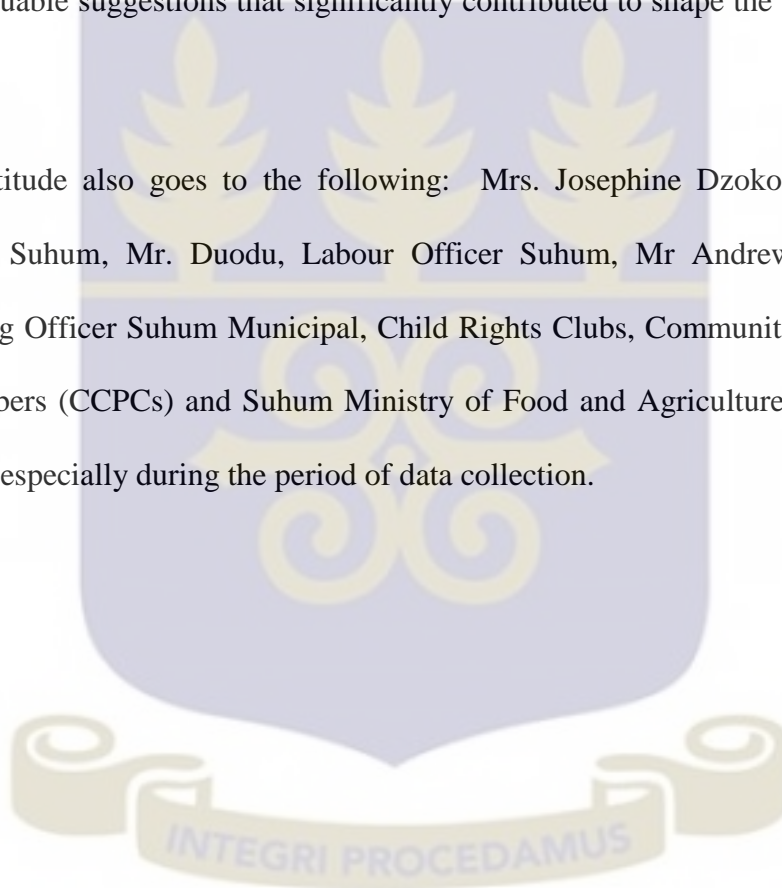 uable suggestions that significantly contributed to shape the
titude also goes to the following: Mrs. Josephine Dzoko
Suhum, Mr. Duodu, Labour Officer Suhum, Mr Andrew
g Officer Suhum Municipal, Child Rights Clubs, Communit
bers (CCPCs) and Suhum Ministry of Food and Agriculture
especially during the period of data collection.
INTEGRI PROCEDAMUS